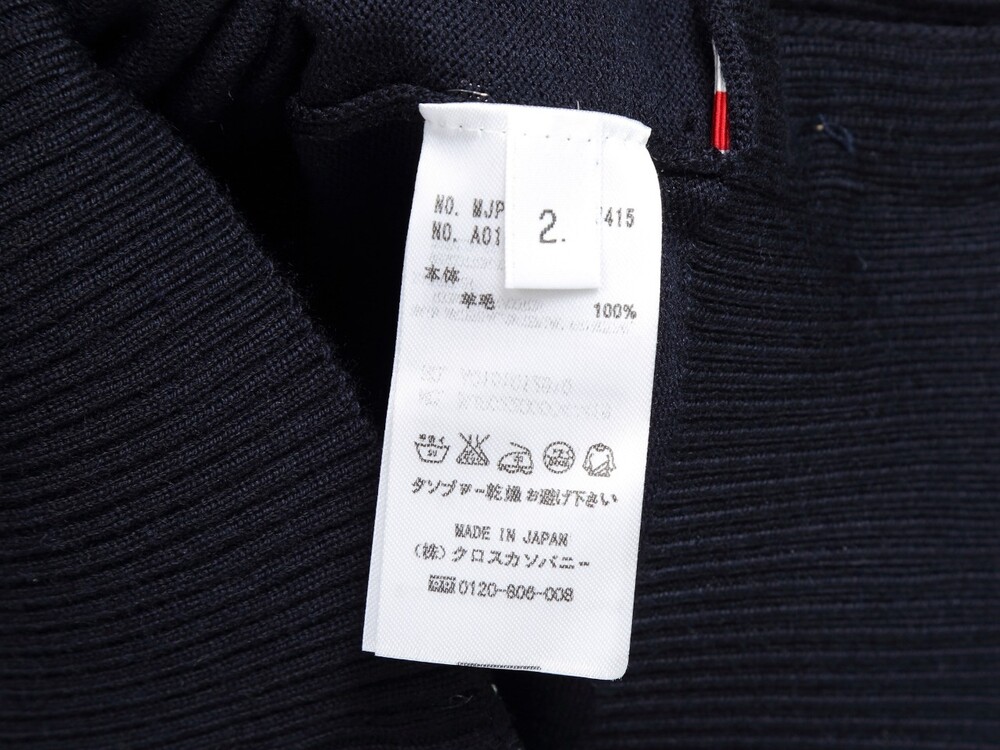 NO. MJP
415
NO. A01
2.
本体
羊毛 100%
タンブラー乾燥お避け下さい
MADE IN JAPAN
(株)クロスカンパニー
0120-806-008